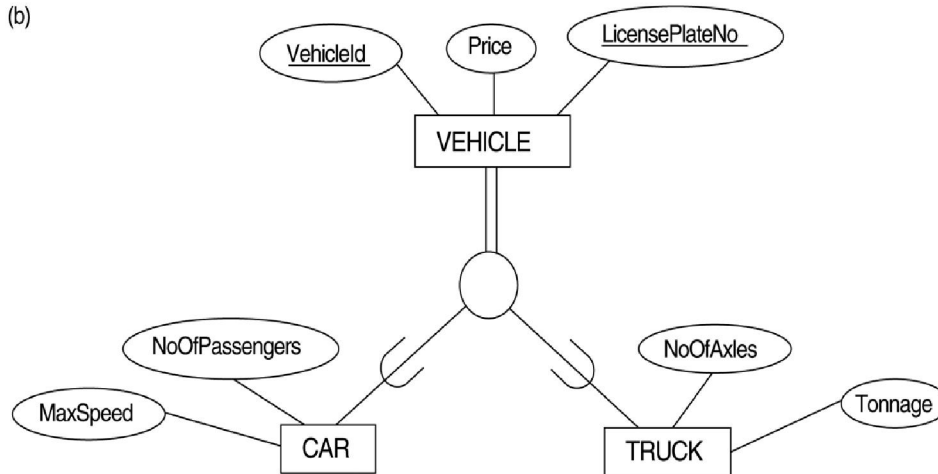 (b)
VehicleId
Price
LicensePlateNo
VEHICLE
NoOfPassengers
NoOfAxles
MaxSpeed
Tonnage
CAR
TRUCK